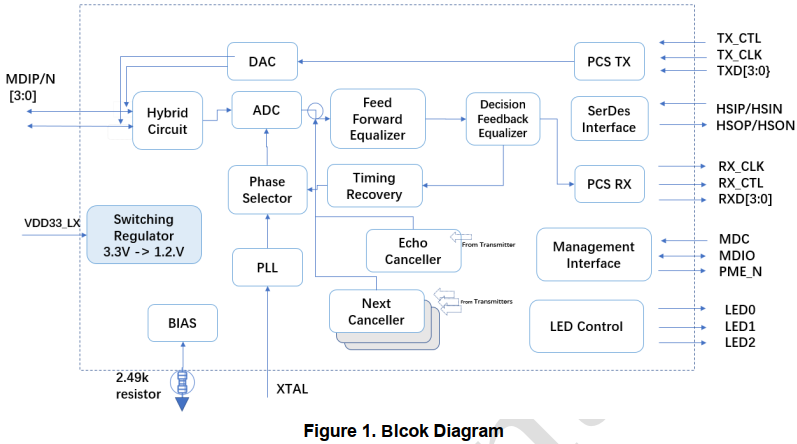 TX_CTL
TX_CLK
TXD[3:0}
DAC
PCS TX
MDIP/N
[3:0]
Hybrid
Circuit
ADC
Feed
Forward
Equalizer
Decision
Feedback
Equalizer
SerDes
Interface
HSIP/HSIN
HSOP/HSON
Phase
Selector
Timing
Recovery
PCS RX
RX_CLK
RX_CTL
RXD[3:0]
VDD33_LX
Switching
Regulator
3.3V -> 1.2.V
Echo
Canceller
From Transmitter
Management
Interface
MDC
MDIO
PME_N
PLL
Next
Canceller
From Transmitters
BIAS
LED Control
LED0
LED1
LED2
2.49k
resistor
XTAL
Figure 1. Blcok Diagram